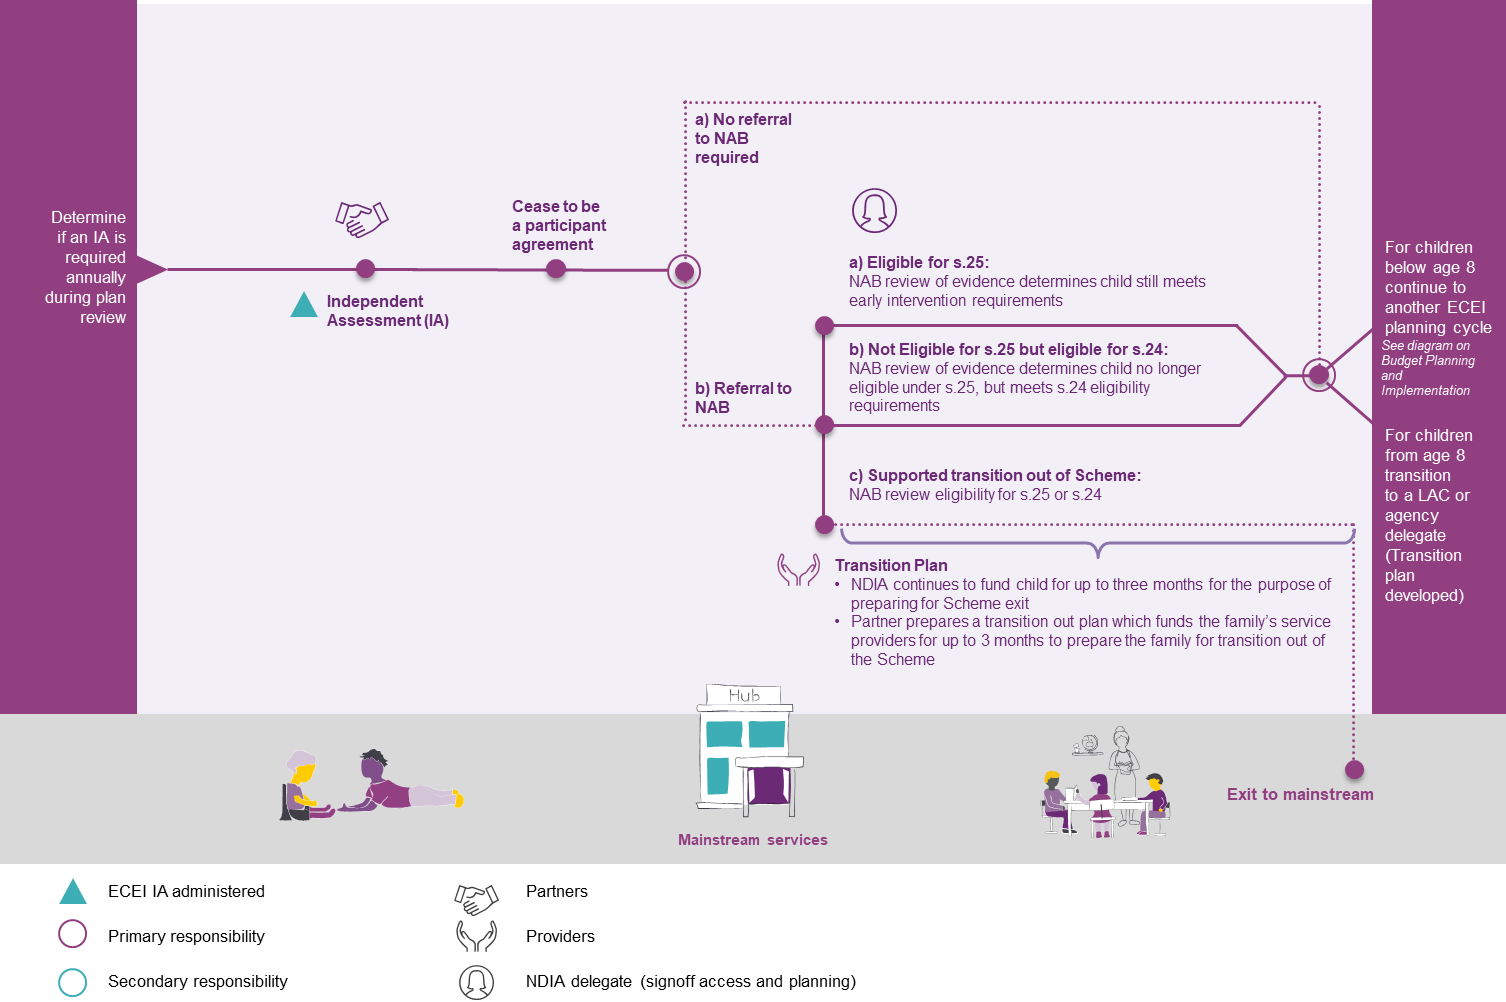 Determine
if an IA is
required
annually
during plan
review
Independent
Assessment (IA)
Cease to be
a participant
agreement
a) No referral
to NAB
required
b) Referral to
NAB
a) Eligible for s.25:
NAB review of evidence determines child still meets
early intervention requirements
b) Not Eligible for s.25 but eligible for s.24:
NAB review of evidence determines child no longer
eligible under s.25, but meets s.24 eligibility
requirements
c) Supported transition out of Scheme:
NAB review eligibility for s.25 or s.24
Transition Plan
• NDIA continues to fund child for up to three months for the purpose of
preparing for Scheme exit
• Partner prepares a transition out plan which funds the family's service
providers for up to 3 months to prepare the family for transition out of
the Scheme
For children
below age 8
continue to
another ECEI
planning cycle
See diagram on
Budget Planning
and
Implementation
For children
from age 8
transition
to a LAC or
agency
delegate
(Transition
plan
developed)
Hub
Mainstream services
Exit to mainstream
ECEI IA administered
Primary responsibility
Secondary responsibility
Partners
Providers
NDIA delegate (signoff access and planning)